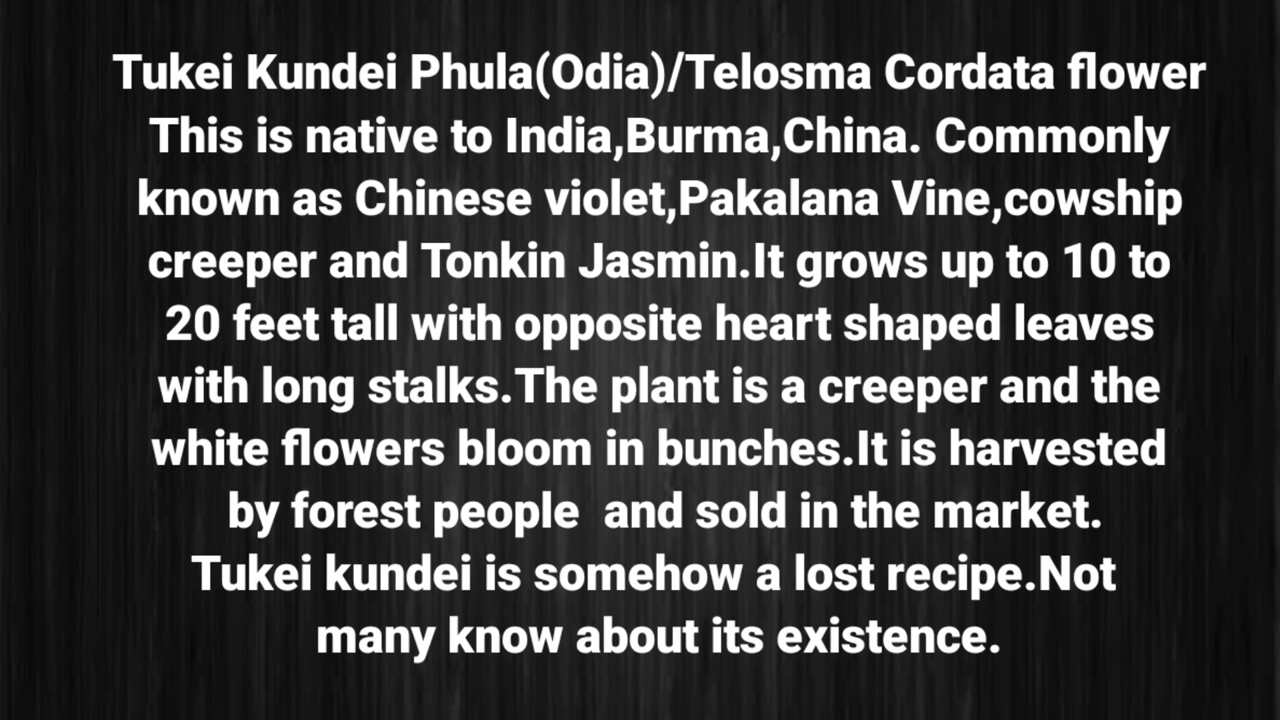 Tukei Kundei Phula(Odia)/Telosma Cordata flower
This is native to India,Burma,China. Commonly
known as Chinese violet,Pakalana Vine,cowship
creeper and Tonkin Jasmin.It grows up to 10 to
20 feet tall with opposite heart shaped leaves
with long stalks.The plant is a creeper and the
white flowers bloom in bunches.It is harvested
by forest people  and sold in the market.
Tukei kundei is somehow a lost recipe.Not
many know about its existence.